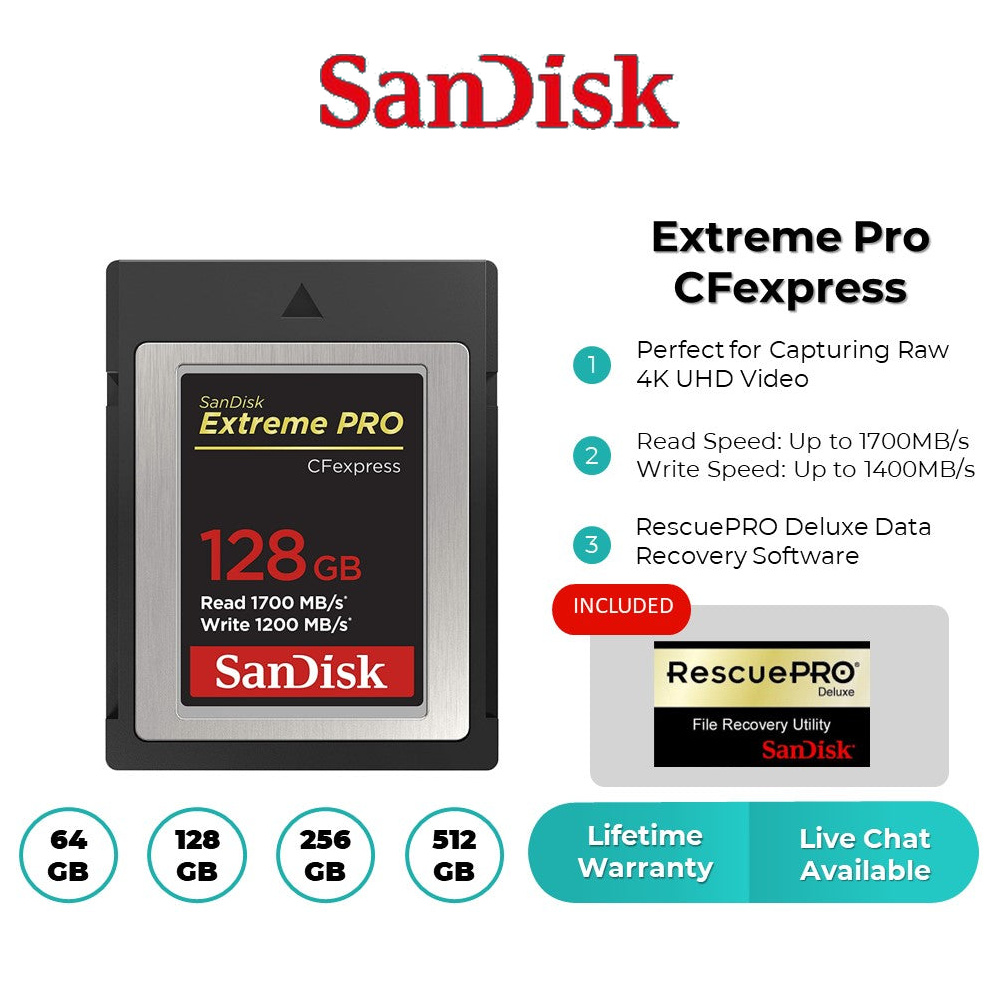 SanDisk
Extreme Pro
CFexpress
1
Perfect for Capturing Raw
4K UHD Video
2
Read Speed: Up to 1700MB/s
Write Speed: Up to 1400MB/s
3
RescuePRO Deluxe Data
Recovery Software
INCLUDED
RescuePRO®
Deluxe
File Recovery Utility
SanDisk®
SanDisk
Extreme PRO
CFexpress
128 GB
Read 1700 MB/s*
Write 1200 MB/s*
SanDisk
64
GB
128
GB
256
GB
512
GB
Lifetime
Warranty
Live Chat
Available